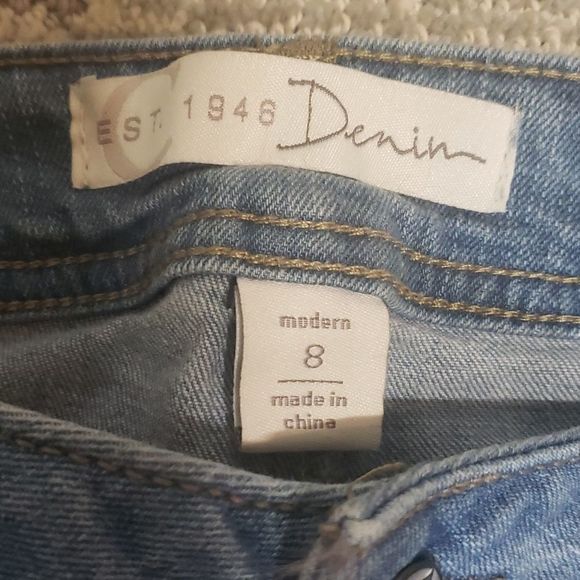 EST. 1946 Denim
modern
8
made in
china